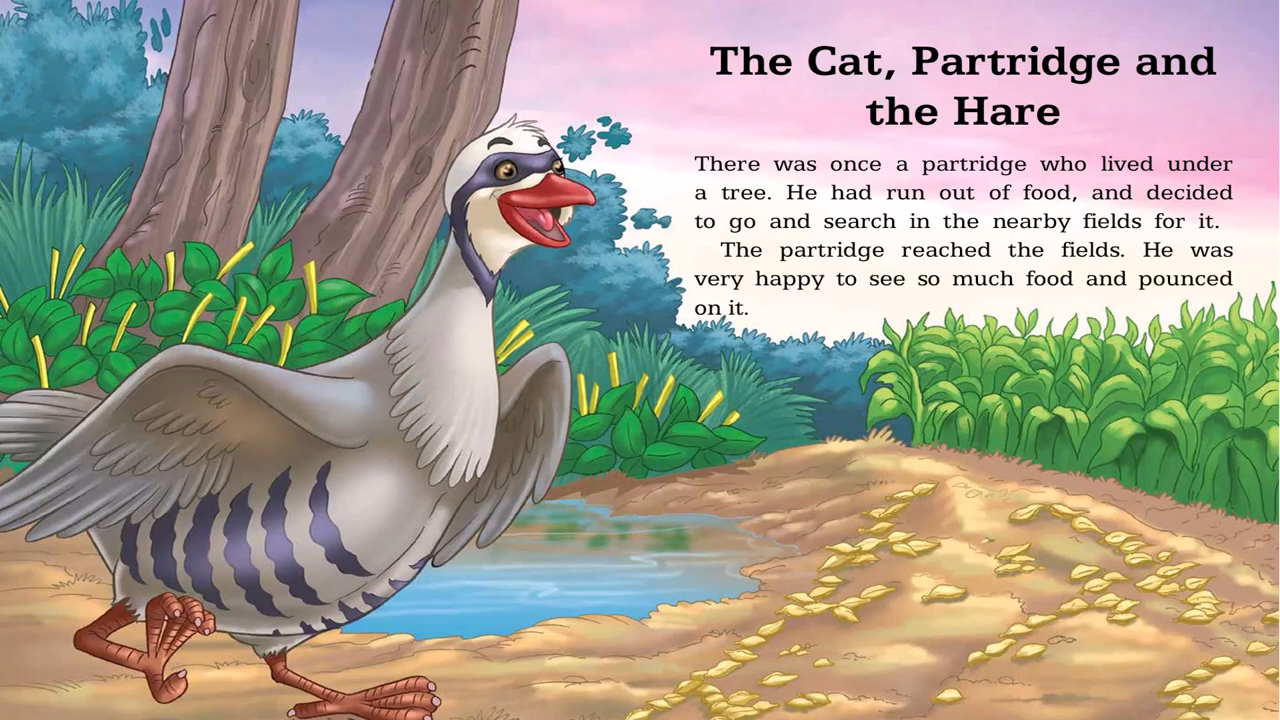 The Cat, Partridge and
the Hare
There was once a partridge who lived under
a tree. He had run out of food, and decided
to go and search in the nearby fields for it.
The partridge reached the fields. He was
very happy to see so much food and pounced
on it.